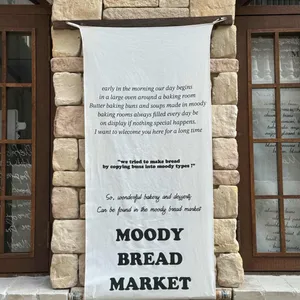 early in the morning our day begins
in a large oven around a baking room
Butter baking buns and soups made in moody
baking rooms always filled every day be
on display if nothing special happens.
I want to wlecome you here for a long time
"we tried to make bread
by copying buns into moody types !"
So, wonderful bakery and desserts
Can be found in the moody bread market
MOODY
BREAD
MARKET